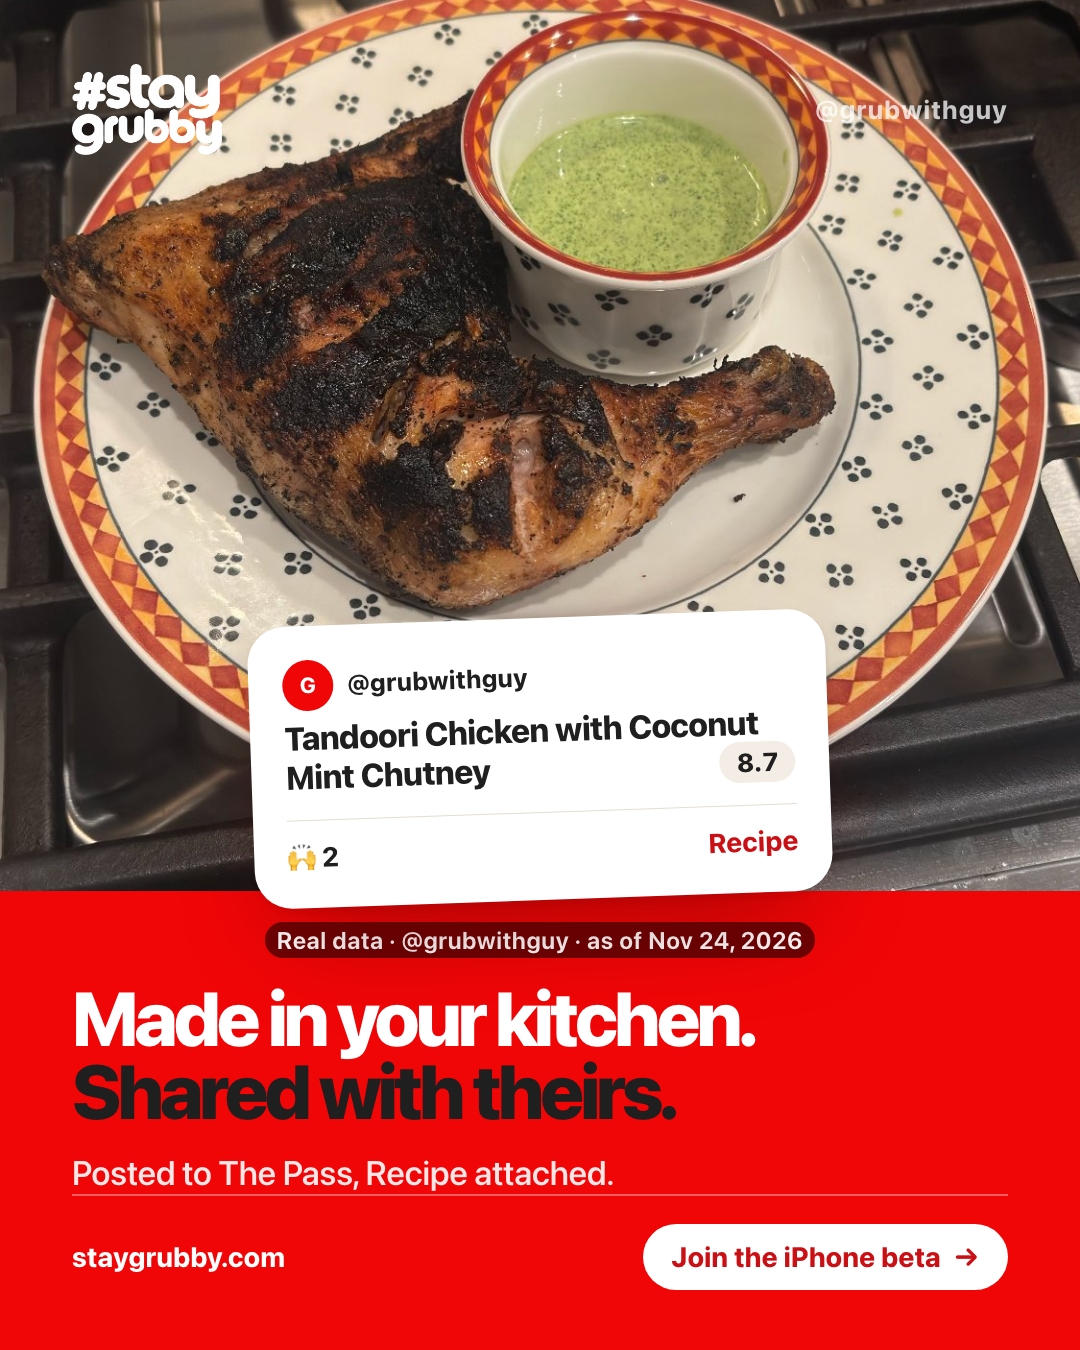 #stay
grubby
@grubwithguy
G
@grubwithguy
Tandoori Chicken with Coconut
Mint Chutney
8.7
🙌 2
Recipe
Real data · @grubwithguy · as of Nov 24, 2026
Made in your kitchen.
Shared with theirs.
Posted to The Pass, Recipe attached.
staygrubby.com
Join the iPhone beta →